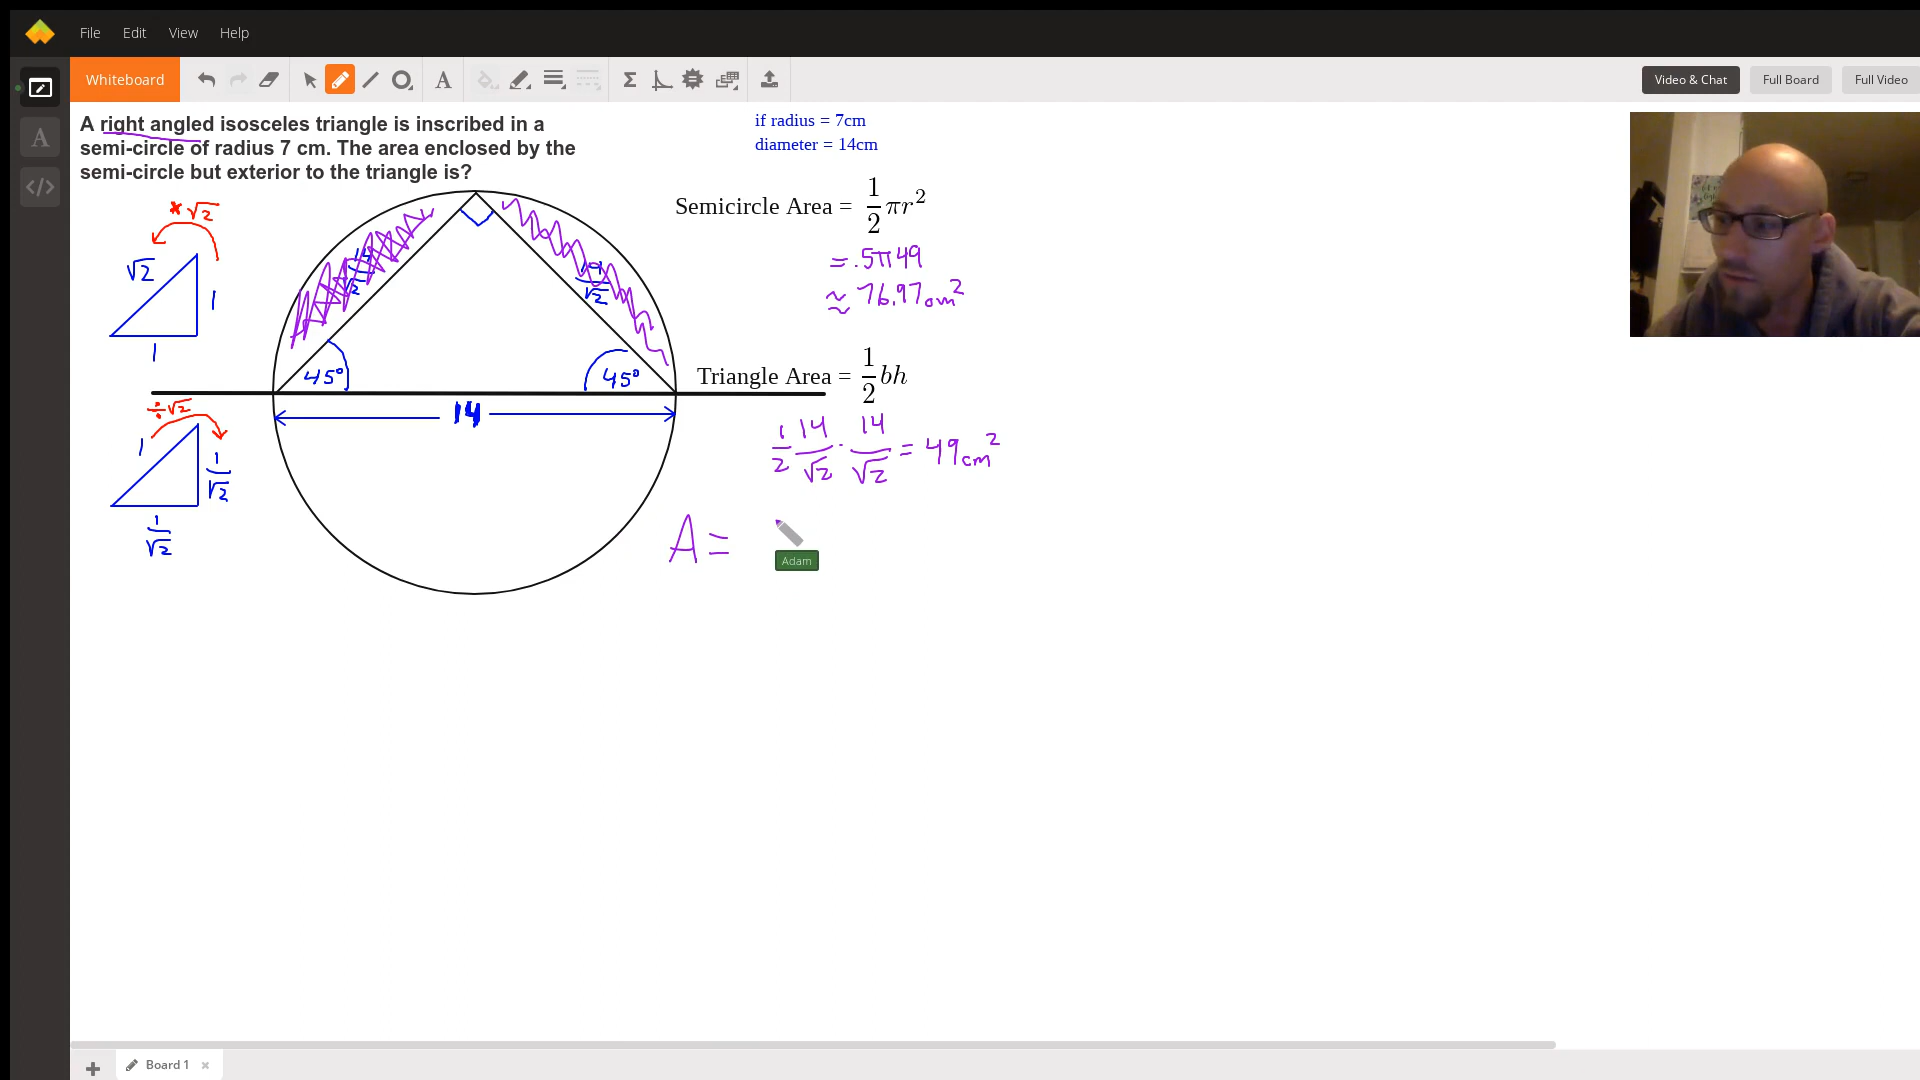 File Edit View Help
Whiteboard
Video & Chat Full Board Full Video
A right angled isosceles triangle is inscribed in a
semi-circle of radius 7 cm. The area enclosed by the
semi-circle but exterior to the triangle is?
if radius = 7cm
diameter = 14cm
Semicircle Area = 1/2 πr²
= .5π49
≈ 76.97cm²
Triangle Area = 1/2 bh
1/2 14/√2 · 14/√2 = 49cm²
A =
Adam
* √2
√2
1
1
÷√2
1
1/√2
1/√2
14/√2
14/√2
45°
45°
14
Board 1